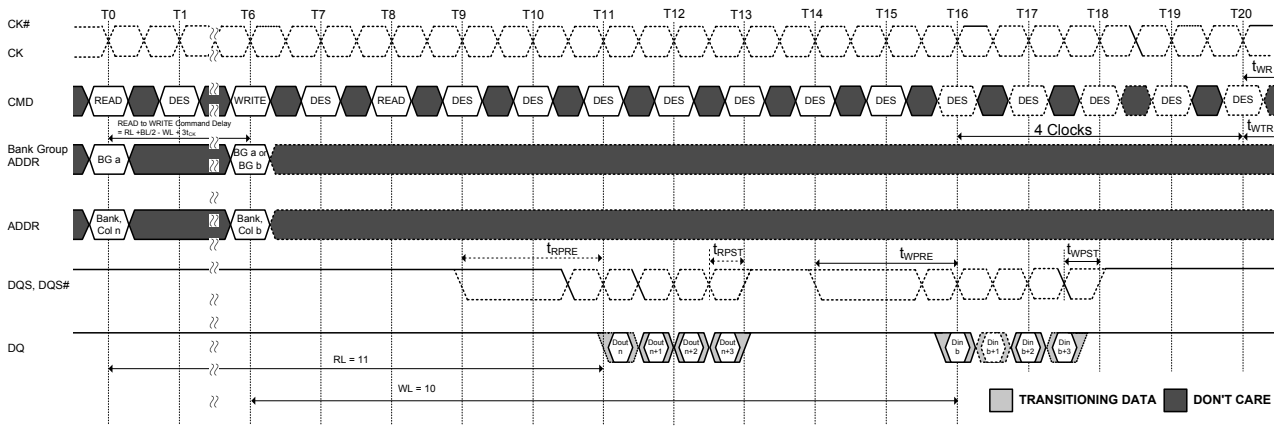 T0 T1 T6 T7 T8 T9 T10 T11 T12 T13 T14 T15 T16 T17 T18 T19 T20
CK#
CK
tWR
CMD READ DES WRITE DES READ DES DES DES DES DES DES DES DES DES DES DES DES
READ to WRITE Command Delay
= RL +BL/2 - WL + 3tCK
4 Clocks
tWTR
Bank Group
ADDR
BG a
BG a or
BG b
ADDR
Bank,
Col n
Bank,
Col b
tRPRE tRPST tWPRE tWPST
DQS, DQS#
DQ
Dout
n
Dout
n+1
Dout
n+2
Dout
n+3
Din
b
Din
b+1
Din
b+2
Din
b+3
RL = 11
WL = 10
TRANSITIONING DATA DON'T CARE